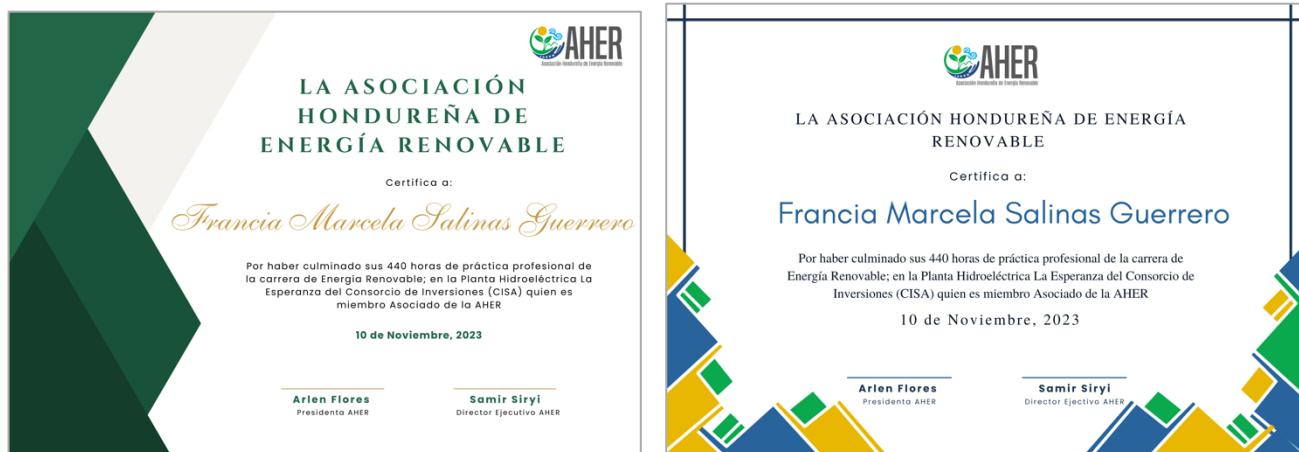 AHER
Asociación Hondureña de Energía Renovable
LA ASOCIACIÓN
HONDUREÑA DE
ENERGÍA RENOVABLE
Certifica a:
Francia Marcela Salinas Guerrero
Por haber culminado sus 440 horas de práctica profesional de
la carrera de Energía Renovable; en la Planta Hidroeléctrica La
Esperanza del Consorcio de Inversiones (CISA) quien es
miembro Asociado de la AHER
10 de Noviembre, 2023
Arlen Flores
Presidenta AHER
Samir Siryi
Director Ejecutivo AHER
AHER
Asociación Hondureña de Energía Renovable
LA ASOCIACIÓN HONDUREÑA DE ENERGÍA
RENOVABLE
Certifica a:
Francia Marcela Salinas Guerrero
Por haber culminado sus 440 horas de práctica profesional de la carrera de
Energía Renovable; en la Planta Hidroeléctrica La Esperanza del Consorcio de
Inversiones (CISA) quien es miembro Asociado de la AHER
10 de Noviembre, 2023
Arlen Flores
Presidenta AHER
Samir Siryi
Director Ejectivo AHER